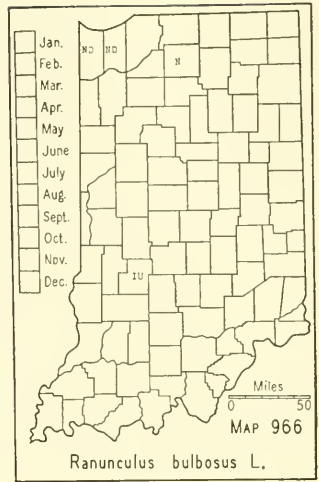 Jan.
Feb.
Mar.
Apr.
May
June
July
Aug.
Sept.
Oct.
Nov.
Dec.
ND ND N
IU
Miles
0 50
MAP 966
Ranunculus bulbosus L.